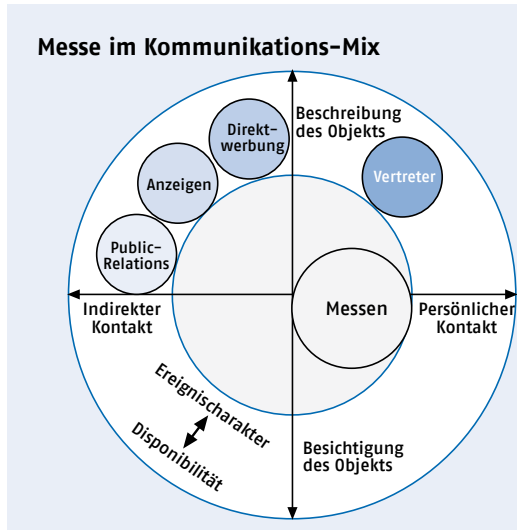 Messe im Kommunikations-Mix
Beschreibung
des Objekts
Direkt-
werbung
Anzeigen
Vertreter
Public-
Relations
Messen
Indirekter
Kontakt
Persönlicher
Kontakt
Ereignischarakter
Disponibilität
Besichtigung
des Objekts